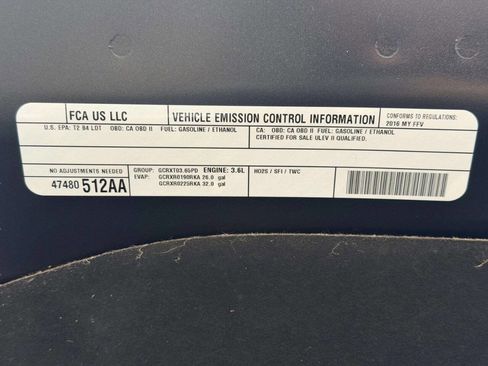 FCA US LLC
VEHICLE EMISSION CONTROL INFORMATION
CONFORMS TO REGULATIONS:
2016 MY FFV
U.S. EPA: T2 B4 LDT OBD: CA OBD II FUEL: GASOLINE / ETHANOL
CA: OBD: CA OBD II FUEL: GASOLINE / ETHANOL
CERTIFIED FOR SALE ULEV II QUALIFIED.
NO ADJUSTMENTS NEEDED
47480 512AA
GROUP: GCRXT03.65PD ENGINE: 3.6L
EVAP: GCRXR0190RKA 26.0 gal
GCRXR0225RKA 32.0 gal
HO2S / SFI / TWC